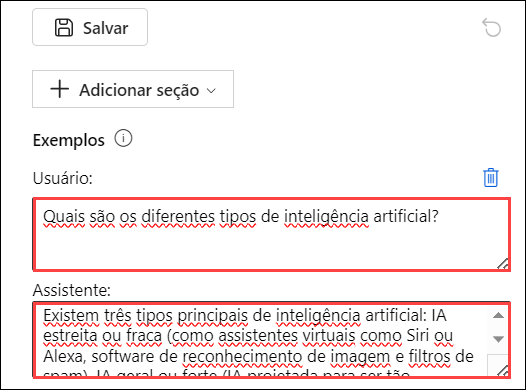 Salvar
Adicionar seção
Exemplos
Usuário:
Quais são os diferentes tipos de inteligência artificial?
Assistente:
Existem três tipos principais de inteligência artificial: IA
estreita ou fraca (como assistentes virtuais como Siri ou
Alexa, software de reconhecimento de imagem e filtros de
spam), IA geral ou forte (IA projetada para ser tão